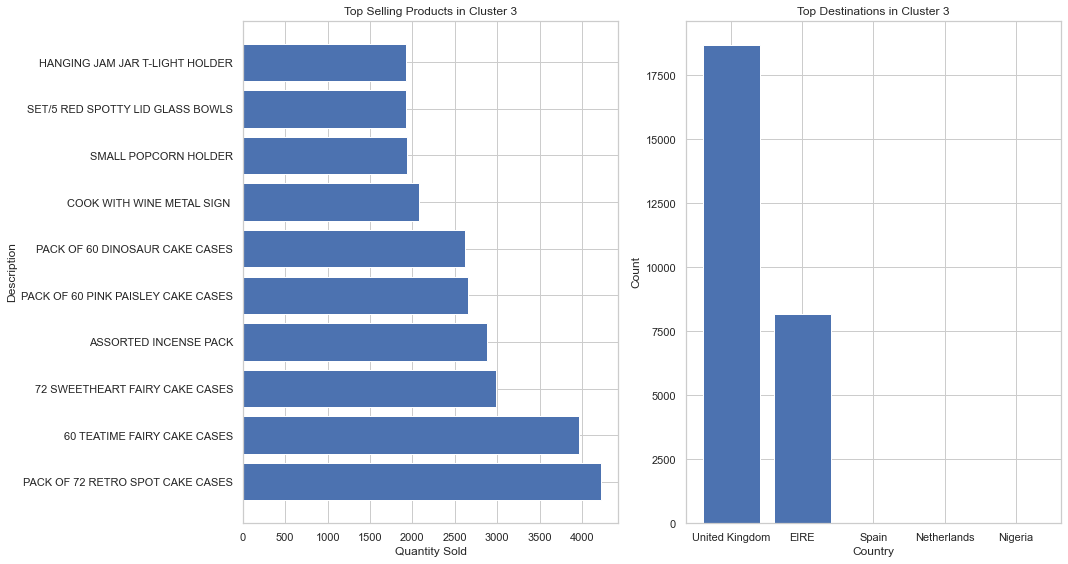 Top Selling Products in Cluster 3
HANGING JAM JAR T-LIGHT HOLDER
SET/5 RED SPOTTY LID GLASS BOWLS
SMALL POPCORN HOLDER
COOK WITH WINE METAL SIGN
PACK OF 60 DINOSAUR CAKE CASES
PACK OF 60 PINK PAISLEY CAKE CASES
ASSORTED INCENSE PACK
72 SWEETHEART FAIRY CAKE CASES
60 TEATIME FAIRY CAKE CASES
PACK OF 72 RETRO SPOT CAKE CASES
Description
0 500 1000 1500 2000 2500 3000 3500 4000
Quantity Sold
Top Destinations in Cluster 3
17500
15000
12500
10000
7500
5000
2500
0
Count
United Kingdom EIRE Spain Netherlands Nigeria
Country